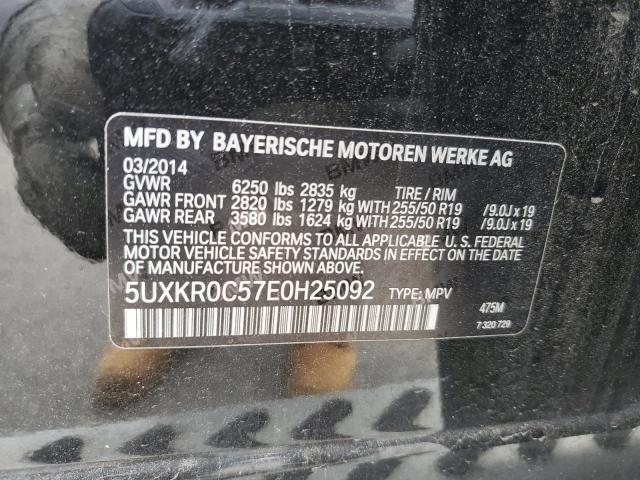 MFD BY BAYERISCHE MOTOREN WERKE AG
03/2014
GVWR 6250 lbs 2835 kg TIRE / RIM
GAWR FRONT 2820 lbs 1279 kg WITH 255/50 R19 /9.0J x 19
GAWR REAR 3580 lbs 1624 kg WITH 255/50 R19 /9.0J x 19
THIS VEHICLE CONFORMS TO ALL APPLICABLE U. S. FEDERAL
MOTOR VEHICLE SAFETY STANDARDS IN EFFECT ON THE DATE
OF MANUFACTURE SHOWN ABOVE.
5UXKR0C57E0H25092 TYPE: MPV 475M
7 320 729